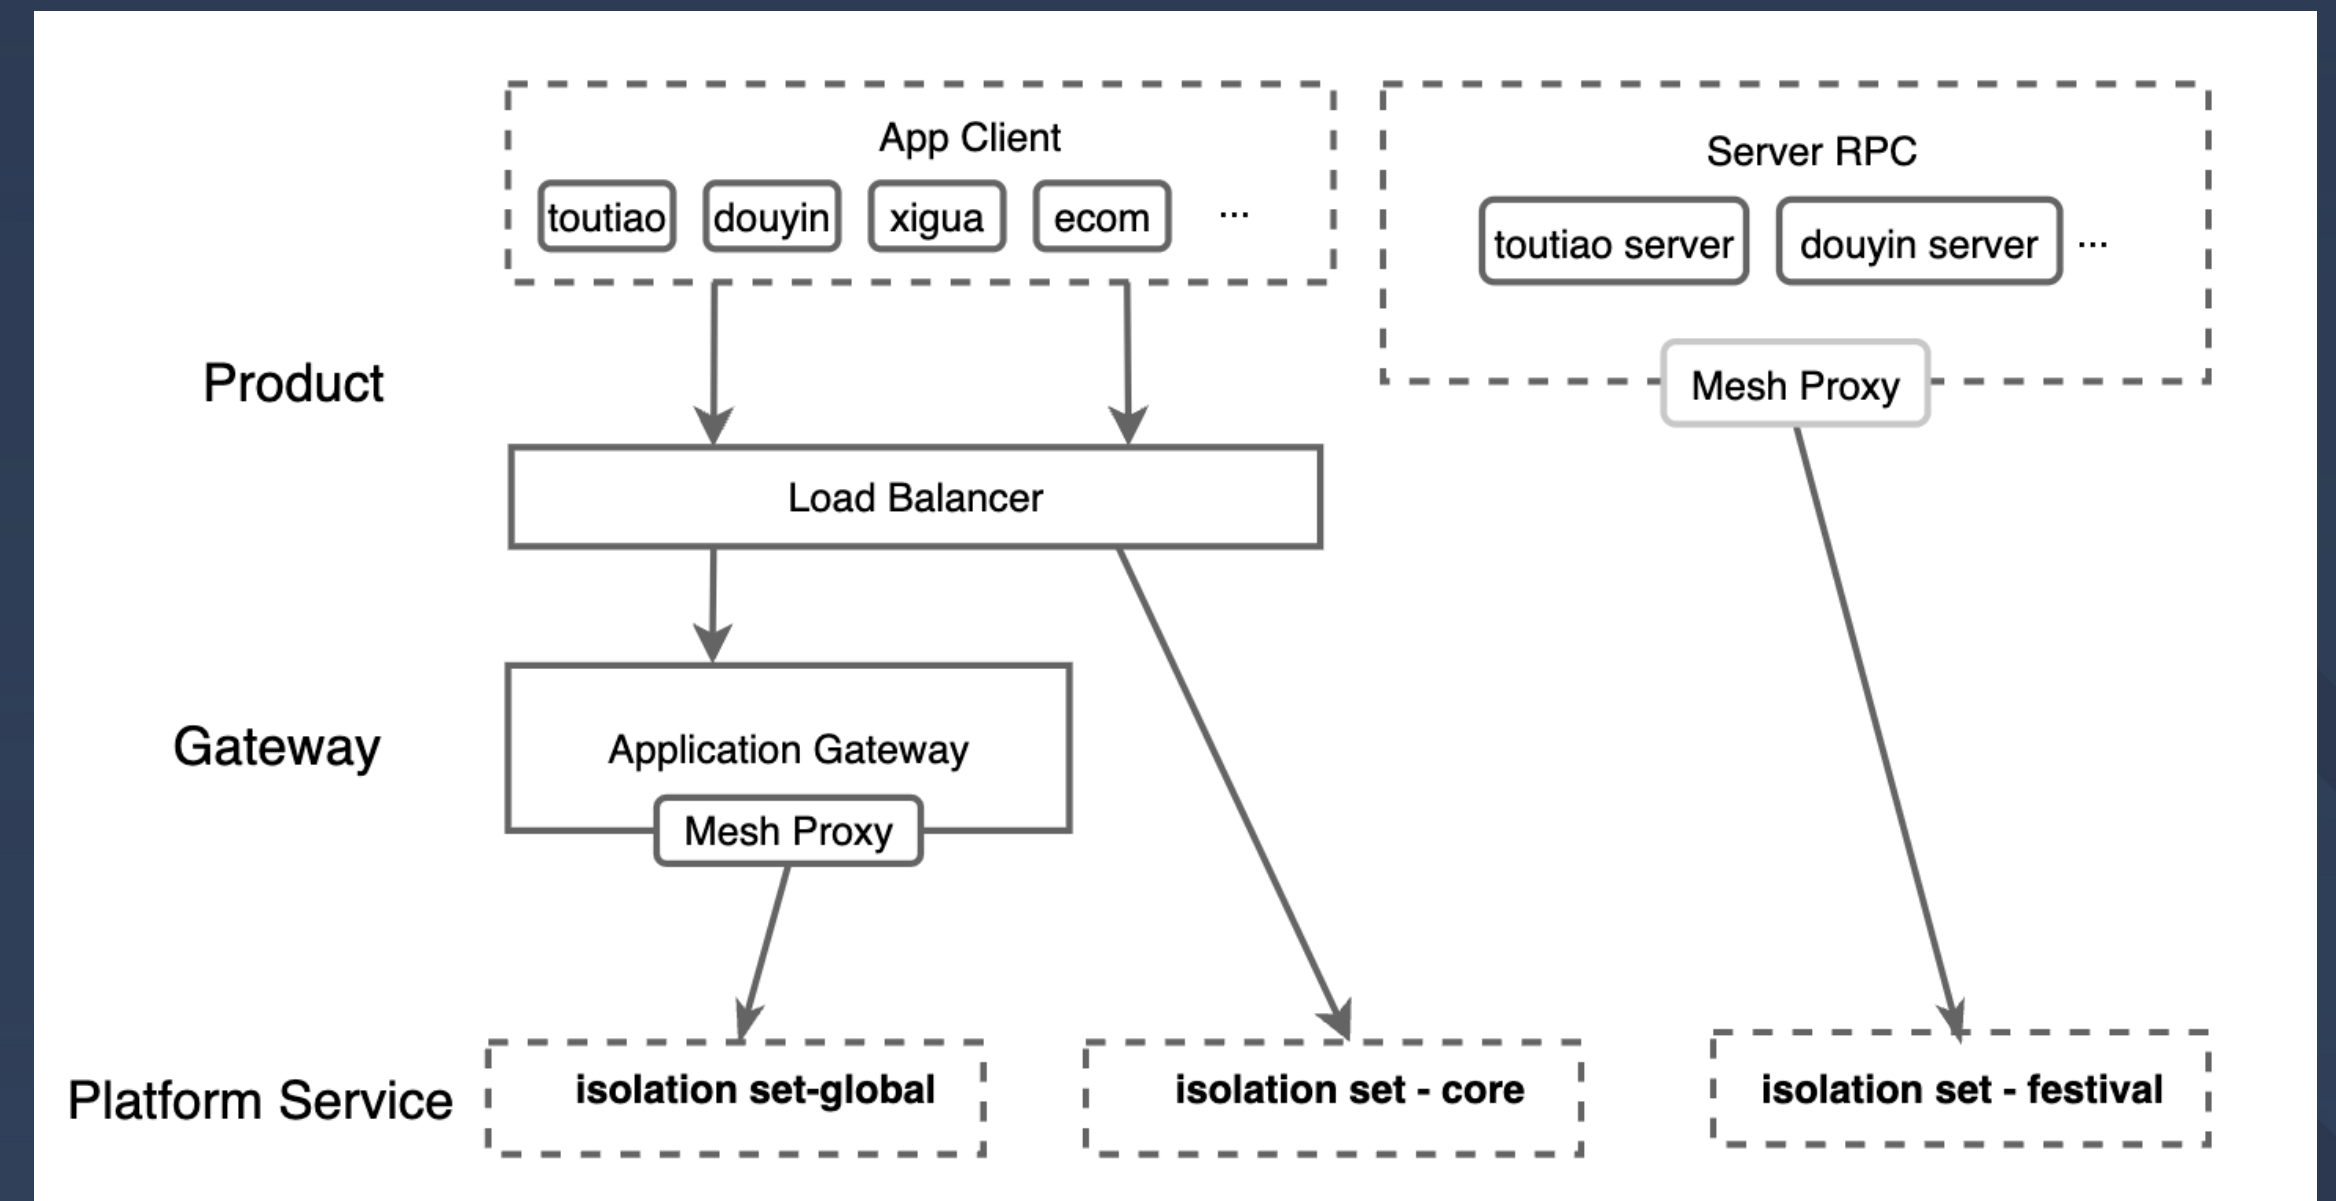 App Client
toutiao douyin xigua ecom ...
Server RPC
toutiao server douyin server ...
Product
Mesh Proxy
Load Balancer
Gateway
Application Gateway
Mesh Proxy
Platform Service
isolation set-global
isolation set - core
isolation set - festival